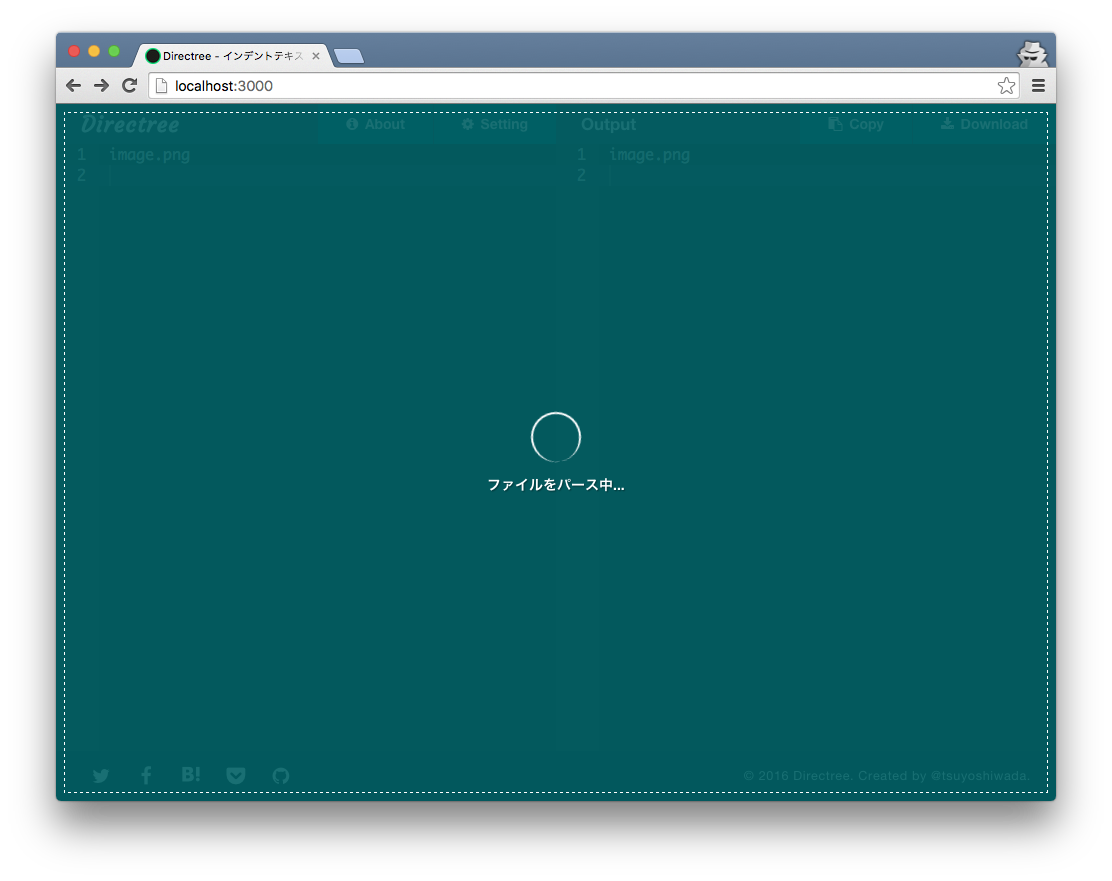 Directree - インデントテキス
localhost:3000
Directree
About
Setting
Output
Copy
Download
1 image.png
2
1 image.png
2
ファイルをパース中...
B!
© 2016 Directree. Created by @tsuyoshiwada.